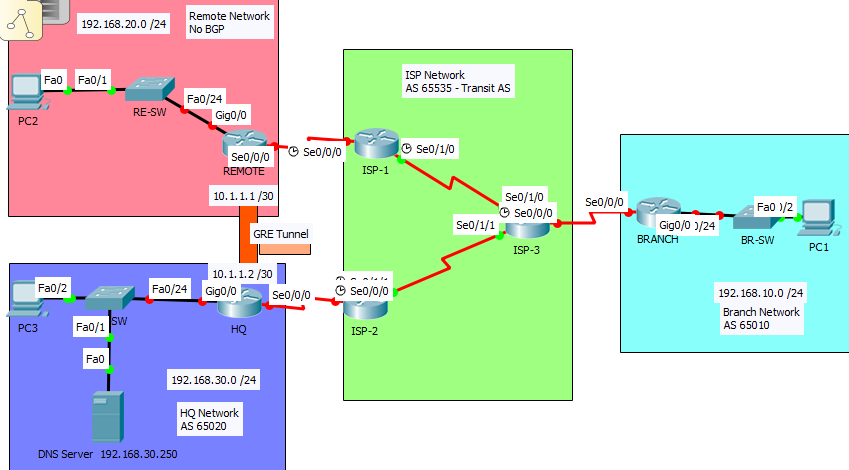 192.168.20.0 /24
Remote Network
No BGP
Fa0
Fa0/1
Fa0/24
Gig0/0
PC2
RE-SW
REMOTE
Se0/0/0
Se0/0/0
10.1.1.1 /30
GRE Tunnel
10.1.1.2 /30
ISP Network
AS 65535 - Transit AS
Se0/1/0
ISP-1
Se0/1/0
Se0/0/0
Se0/1/1
ISP-3
Se0/0/0
ISP-2
Se0/0/0
BRANCH
Gig0/0
)/24
Fa0
)/2
BR-SW
PC1
192.168.10.0 /24
Branch Network
AS 65010
Fa0/2
Fa0/24
Gig0/0
Se0/0/0
PC3
SW
HQ
Fa0/1
Fa0
192.168.30.0 /24
HQ Network
AS 65020
DNS Server 192.168.30.250